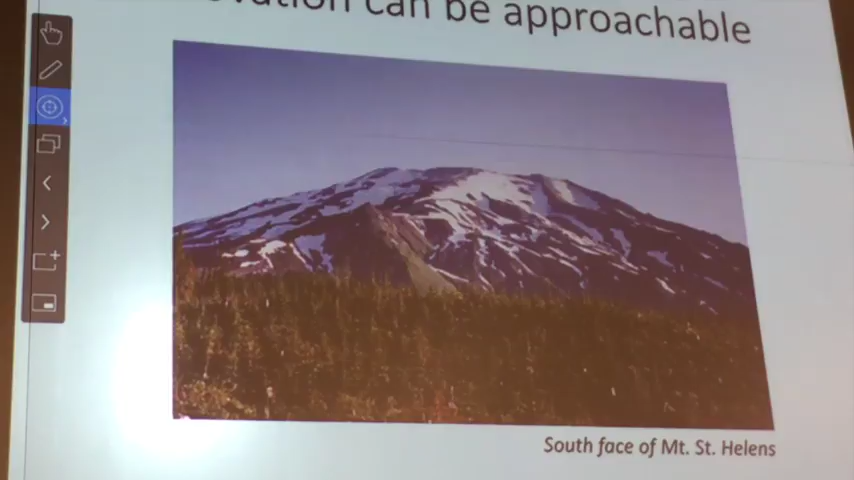 can be approachable
South face of Mt. St. Helens